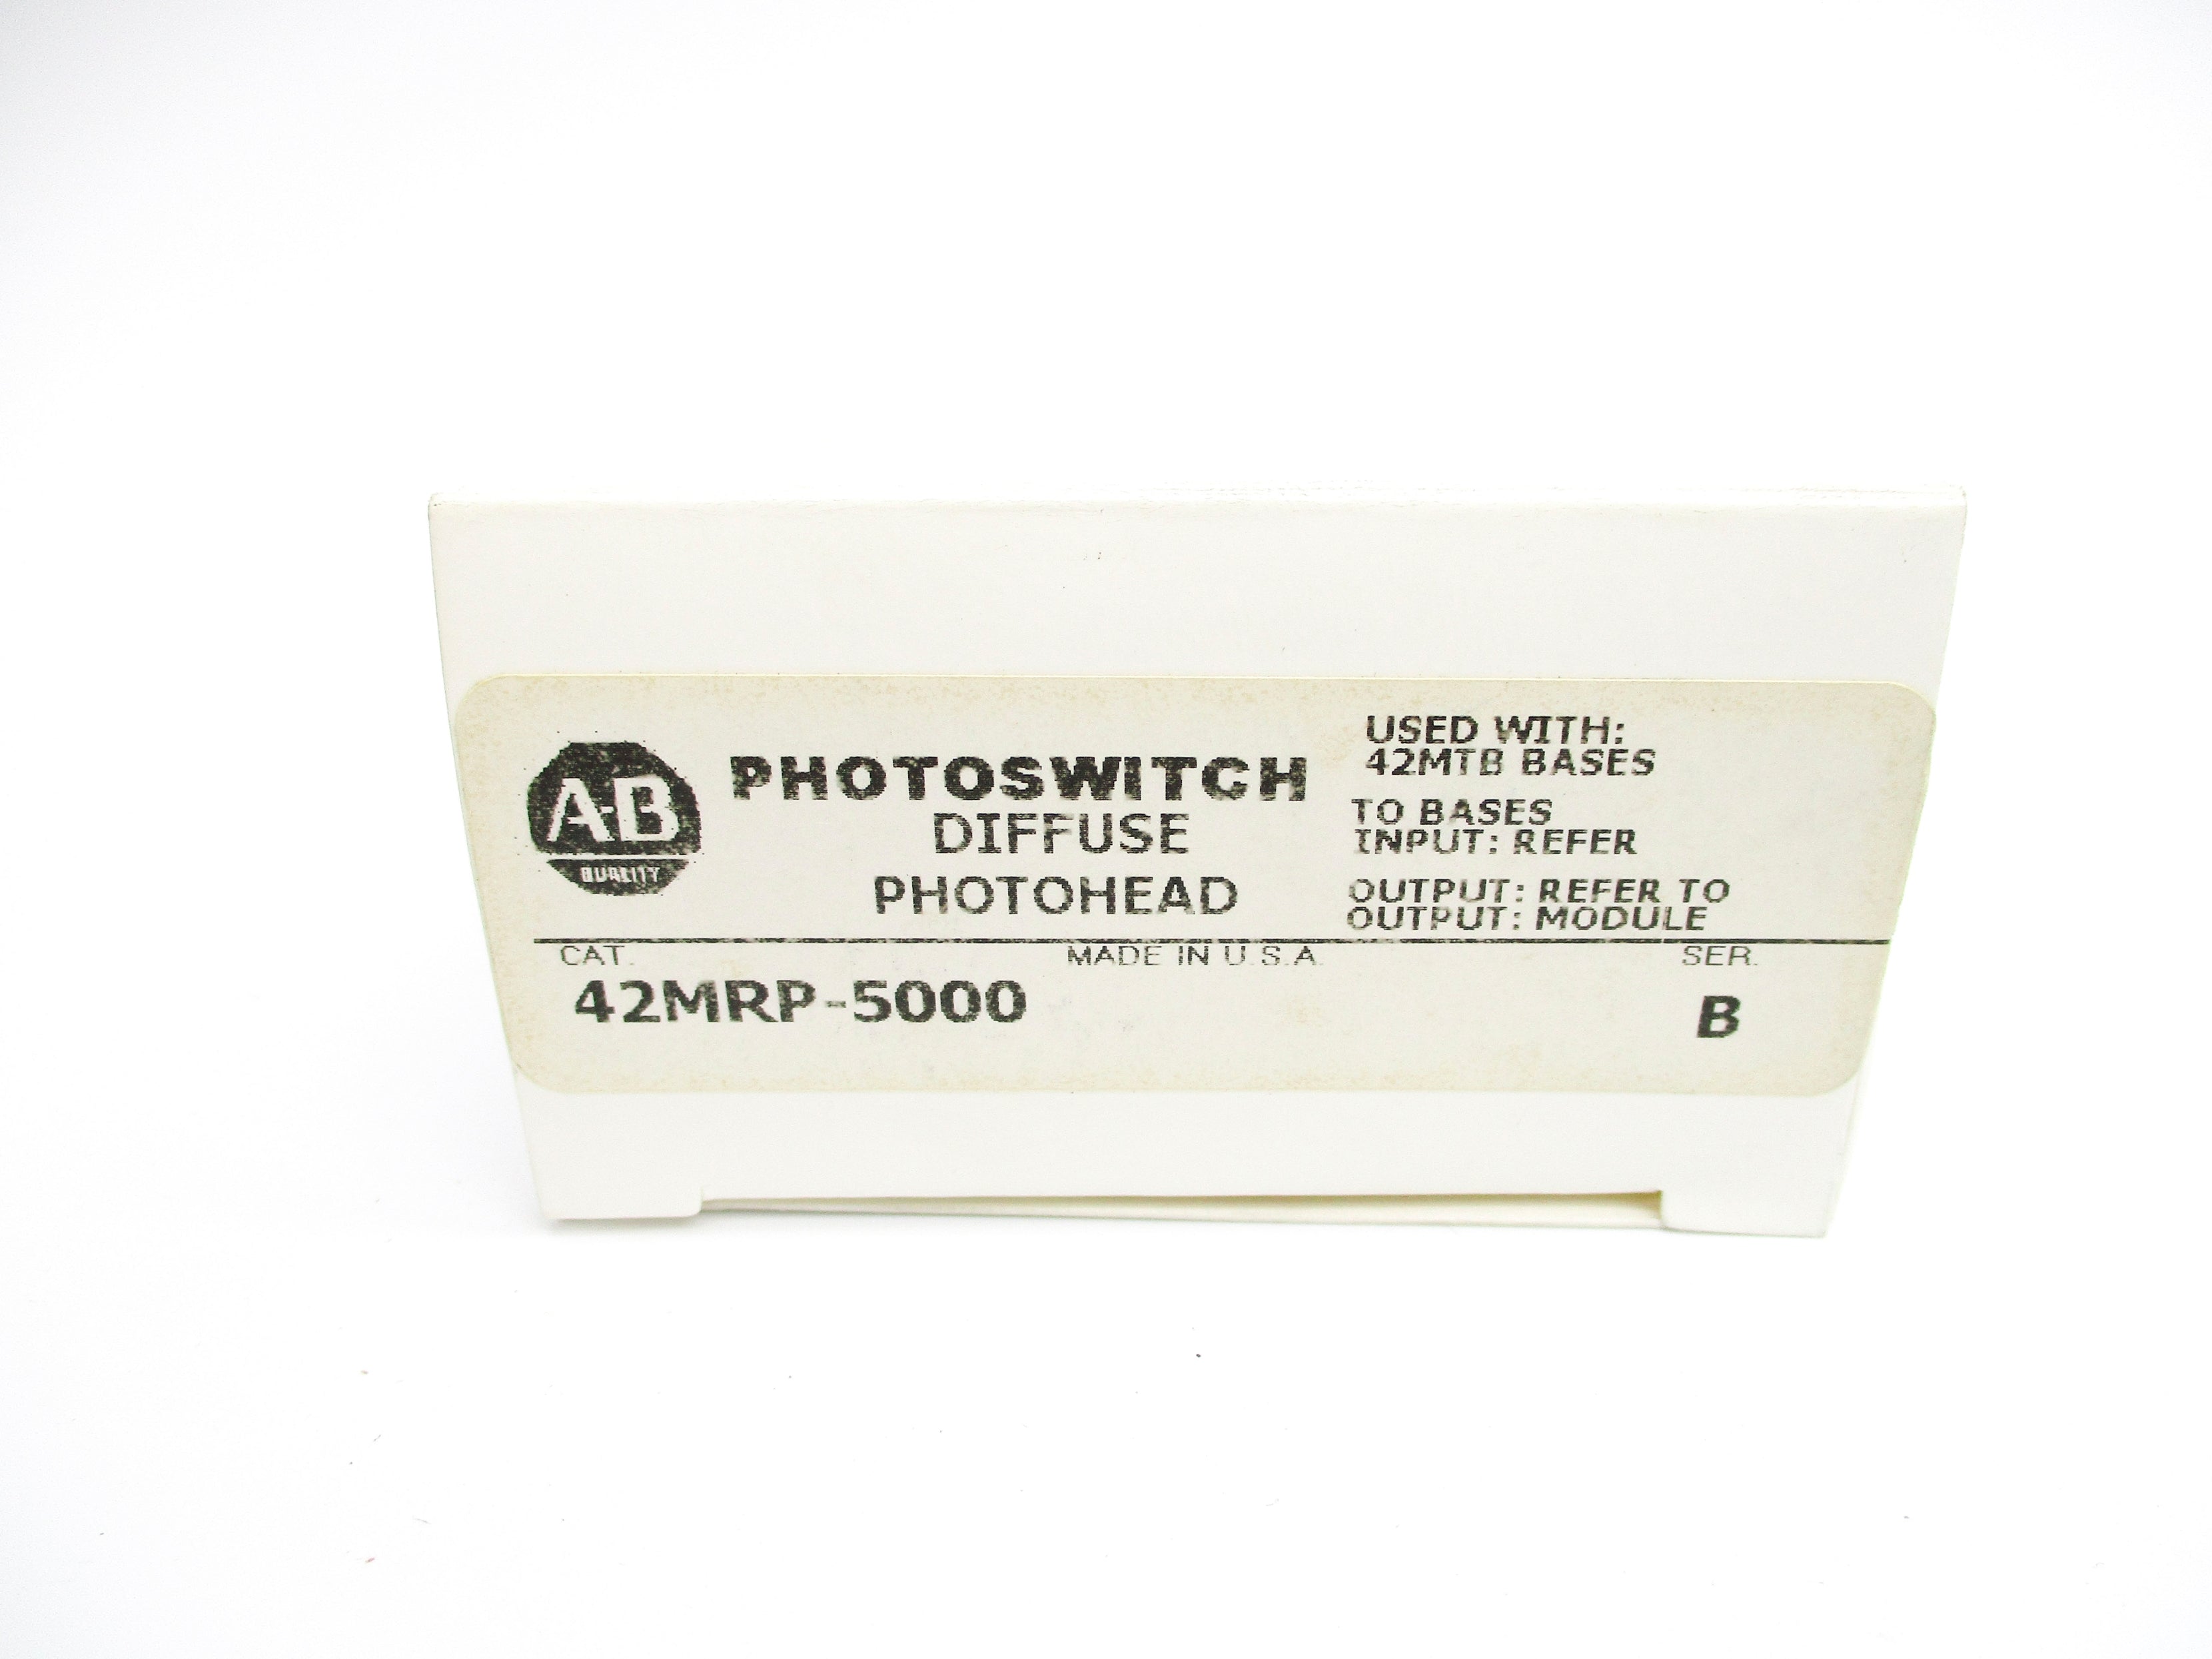 A-B
QUALITY
PHOTOSWITCH
DIFFUSE
PHOTOHEAD
USED WITH:
42MTB BASES
TO BASES
INPUT: REFER
OUTPUT: REFER TO
OUTPUT: MODULE
CAT.
MADE IN U.S.A.
SER.
42MRP-5000
B